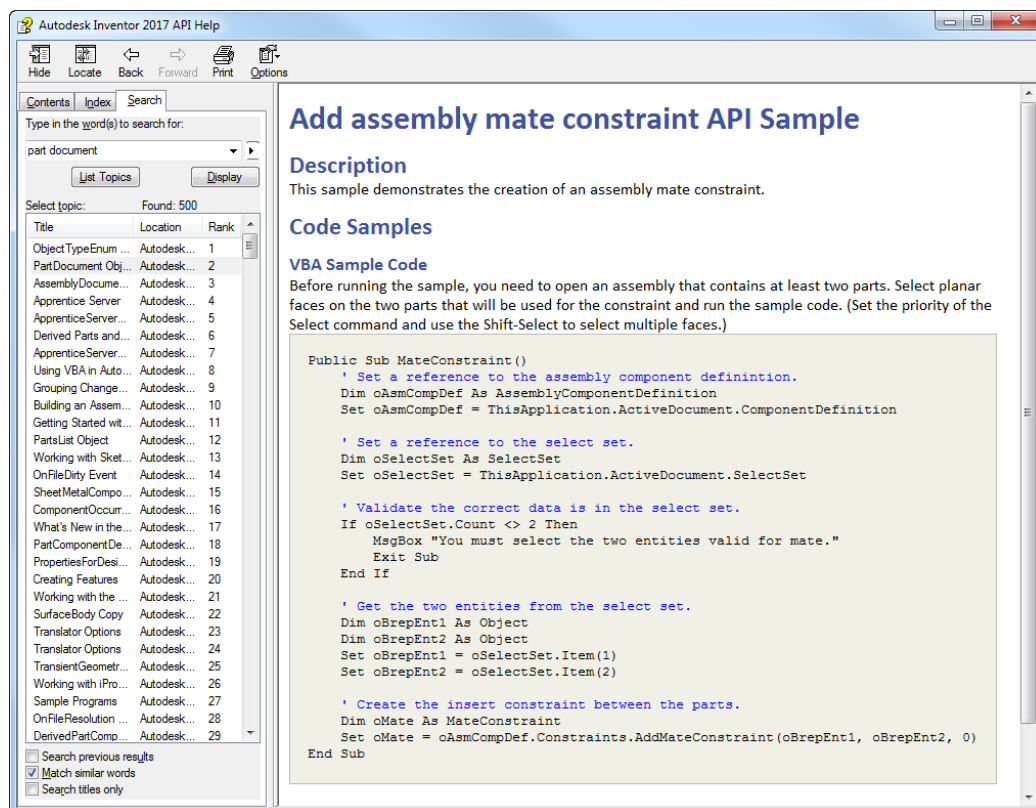 Autodesk Inventor 2017 API Help
Hide Locate Back Forward Print Options
Contents Index Search
Type in the word(s) to search for:
part document
List Topics Display
Select topic: Found: 500
Title Location Rank
ObjectTypeEnum ... Autodesk... 1
PartDocument Obj... Autodesk... 2
AssemblyDocume... Autodesk... 3
Apprentice Server Autodesk... 4
ApprenticeServer... Autodesk... 5
Derived Parts and... Autodesk... 6
ApprenticeServer... Autodesk... 7
Using VBA in Auto... Autodesk... 8
Grouping Change... Autodesk... 9
Building an Assem... Autodesk... 10
Getting Started wit... Autodesk... 11
PartsList Object Autodesk... 12
Working with Sket... Autodesk... 13
OnFileDirty Event Autodesk... 14
SheetMetalCompo... Autodesk... 15
ComponentOccurr... Autodesk... 16
What's New in the... Autodesk... 17
PartComponentDe... Autodesk... 18
PropertiesForDesi... Autodesk... 19
Creating Features Autodesk... 20
Working with the ... Autodesk... 21
SurfaceBody Copy Autodesk... 22
Translator Options Autodesk... 23
Translator Options Autodesk... 24
TransientGeometr... Autodesk... 25
Working with iPro... Autodesk... 26
Sample Programs Autodesk... 27
OnFileResolution ... Autodesk... 28
DerivedPartComp... Autodesk... 29
Search previous results
Match similar words
Search titles only
Add assembly mate constraint API Sample
Description
This sample demonstrates the creation of an assembly mate constraint.
Code Samples
VBA Sample Code
Before running the sample, you need to open an assembly that contains at least two parts. Select planar
faces on the two parts that will be used for the constraint and run the sample code. (Set the priority of the
Select command and use the Shift-Select to select multiple faces.)
Public Sub MateConstraint()
' Set a reference to the assembly component definintion.
Dim oAsmCompDef As AssemblyComponentDefinition
Set oAsmCompDef = ThisApplication.ActiveDocument.ComponentDefinition
' Set a reference to the select set.
Dim oSelectSet As SelectSet
Set oSelectSet = ThisApplication.ActiveDocument.SelectSet
' Validate the correct data is in the select set.
If oSelectSet.Count <> 2 Then
MsgBox "You must select the two entities valid for mate."
Exit Sub
End If
' Get the two entities from the select set.
Dim oBrepEnt1 As Object
Dim oBrepEnt2 As Object
Set oBrepEnt1 = oSelectSet.Item(1)
Set oBrepEnt2 = oSelectSet.Item(2)
' Create the insert constraint between the parts.
Dim oMate As MateConstraint
Set oMate = oAsmCompDef.Constraints.AddMateConstraint(oBrepEnt1, oBrepEnt2, 0)
End Sub